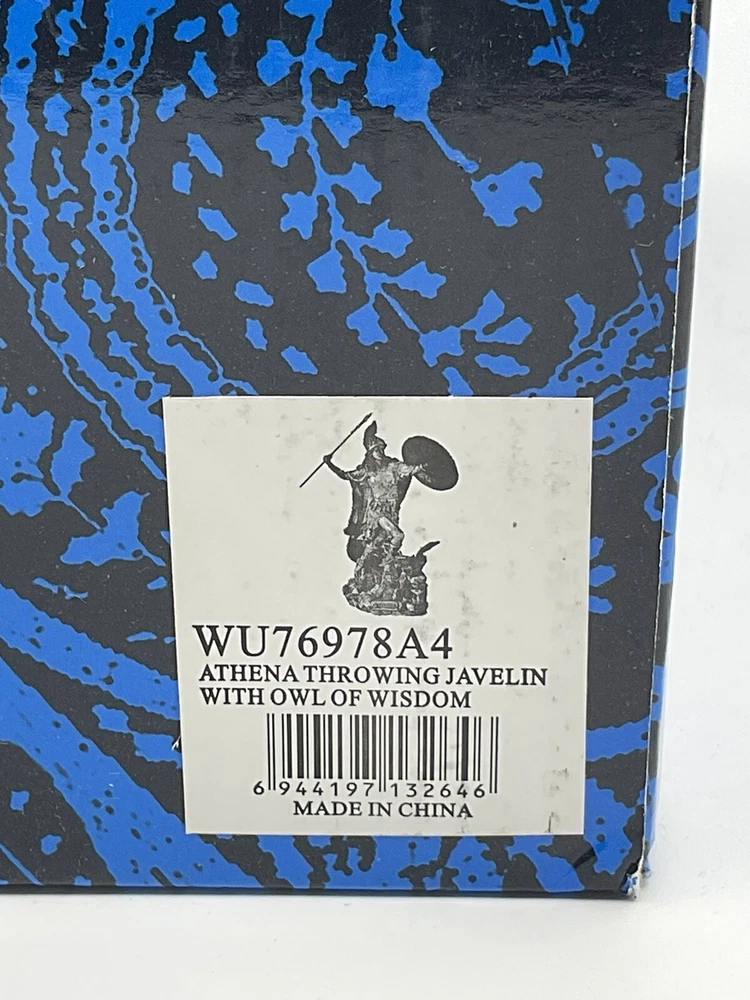 WU76978A4
ATHENA THROWING JAVELIN
WITH OWL OF WISDOM
6 944197 132646
MADE IN CHINA